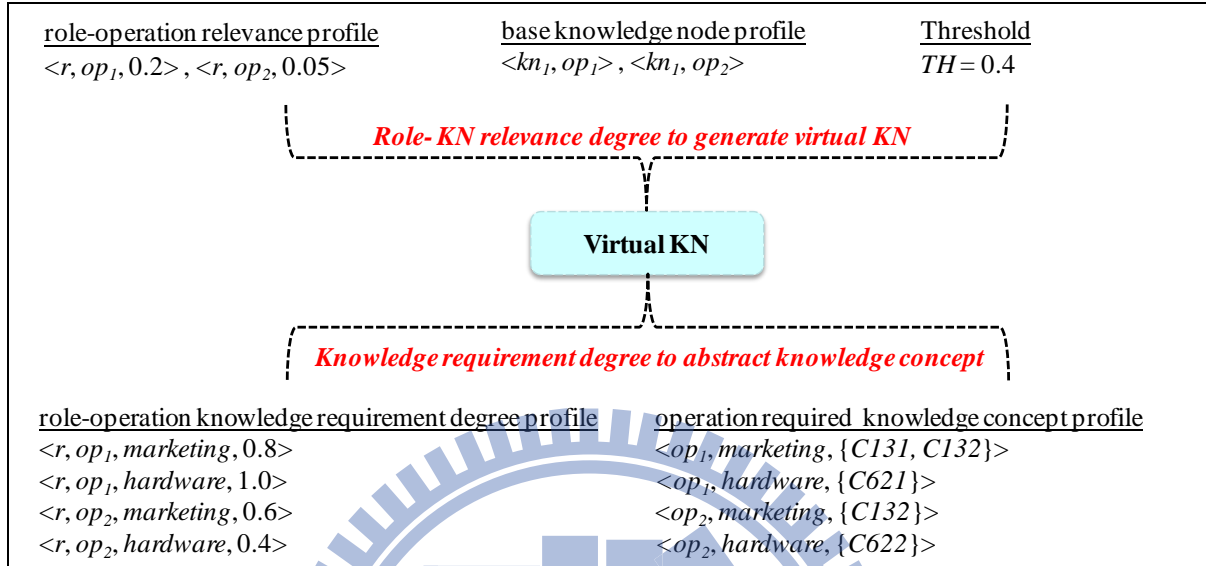 role-operation relevance profile
<r, op1, 0.2> , <r, op2, 0.05>
base knowledge node profile
<kn1, op1> , <kn1, op2>
Threshold
TH = 0.4
Role- KN relevance degree to generate virtual KN
Virtual KN
Knowledge requirement degree to abstract knowledge concept
role-operation knowledge requirement degree profile
<r, op1, marketing, 0.8>
<r, op1, hardware, 1.0>
<r, op2, marketing, 0.6>
<r, op2, hardware, 0.4>
operation required knowledge concept profile
<op1, marketing, {C131, C132}>
<op1, hardware, {C621}>
<op2, marketing, {C132}>
<op2, hardware, {C622}>